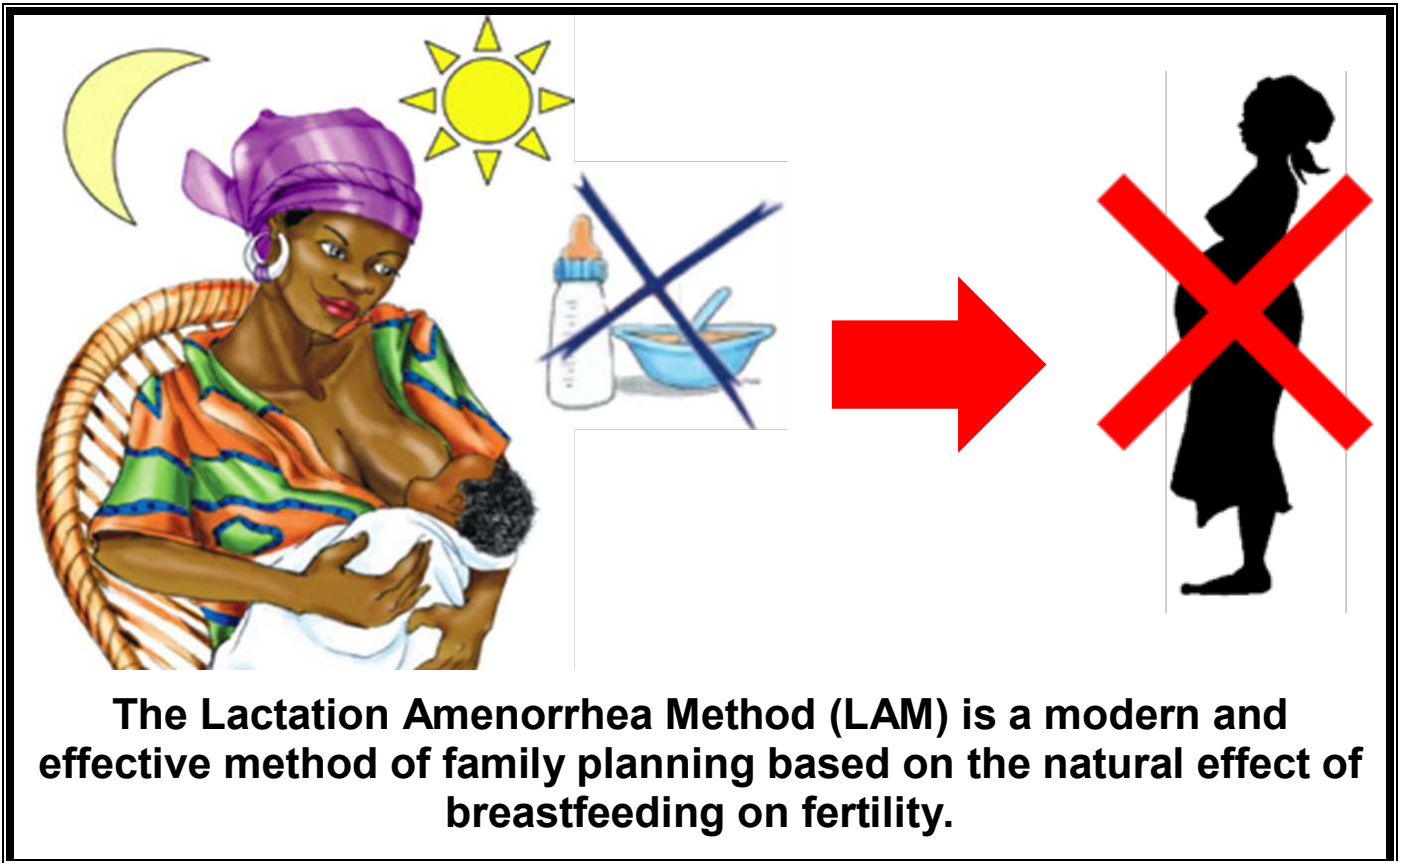 The Lactation Amenorrhea Method (LAM) is a modern and
effective method of family planning based on the natural effect of
breastfeeding on fertility.